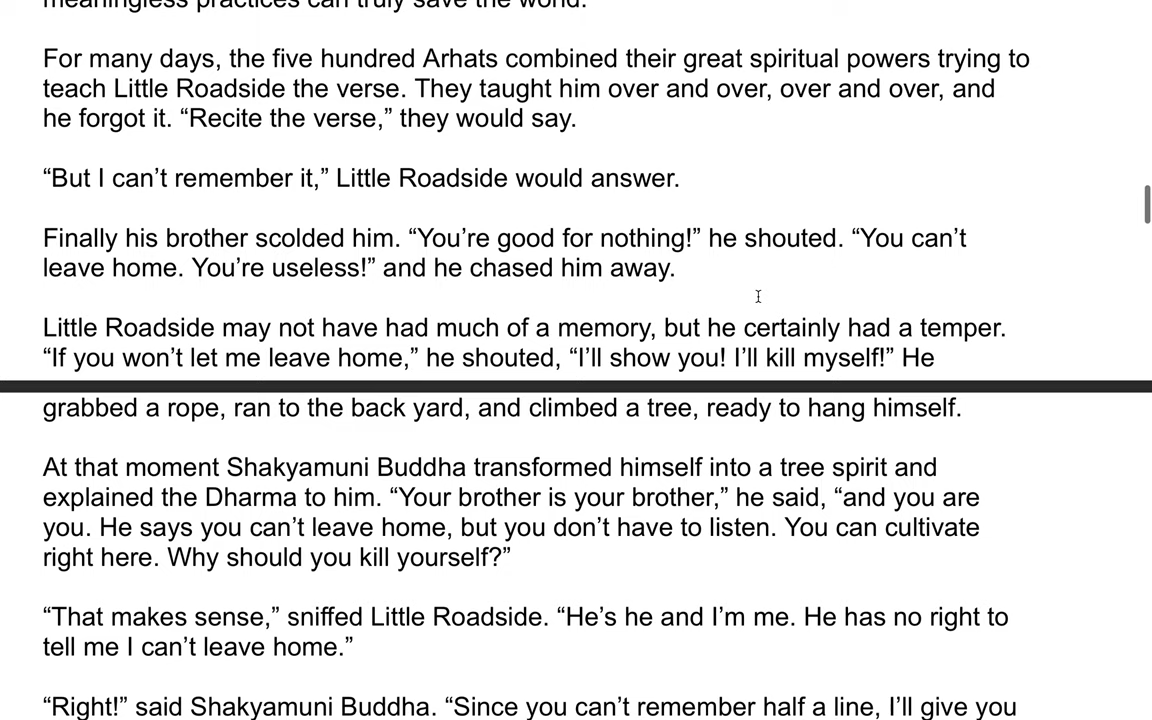 meaningless practices can truly save the world.
For many days, the five hundred Arhats combined their great spiritual powers trying to
teach Little Roadside the verse. They taught him over and over, over and over, and
he forgot it. “Recite the verse,” they would say.
“But I can’t remember it,” Little Roadside would answer.
Finally his brother scolded him. “You’re good for nothing!” he shouted. “You can’t
leave home. You’re useless!” and he chased him away.
Little Roadside may not have had much of a memory, but he certainly had a temper.
“If you won’t let me leave home,” he shouted, “I’ll show you! I’ll kill myself!” He
grabbed a rope, ran to the back yard, and climbed a tree, ready to hang himself.
At that moment Shakyamuni Buddha transformed himself into a tree spirit and
explained the Dharma to him. “Your brother is your brother,” he said, “and you are
you. He says you can’t leave home, but you don’t have to listen. You can cultivate
right here. Why should you kill yourself?”
“That makes sense,” sniffed Little Roadside. “He’s he and I’m me. He has no right to
tell me I can’t leave home.”
“Right!” said Shakyamuni Buddha. “Since you can’t remember half a line, I’ll give you